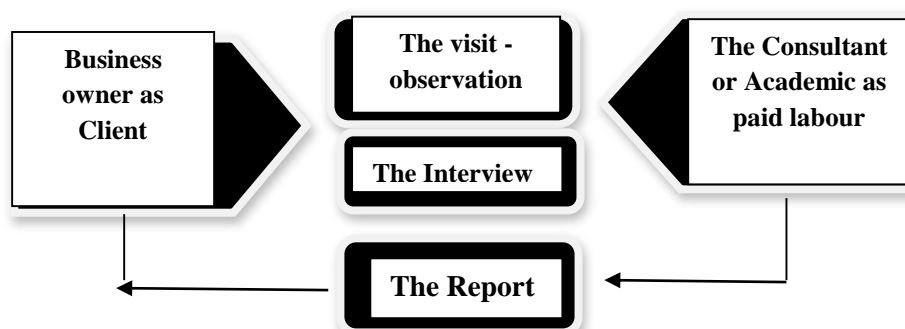 Business
owner as
Client
The visit -
observation
The Interview
The Report
The Consultant
or Academic as
paid labour